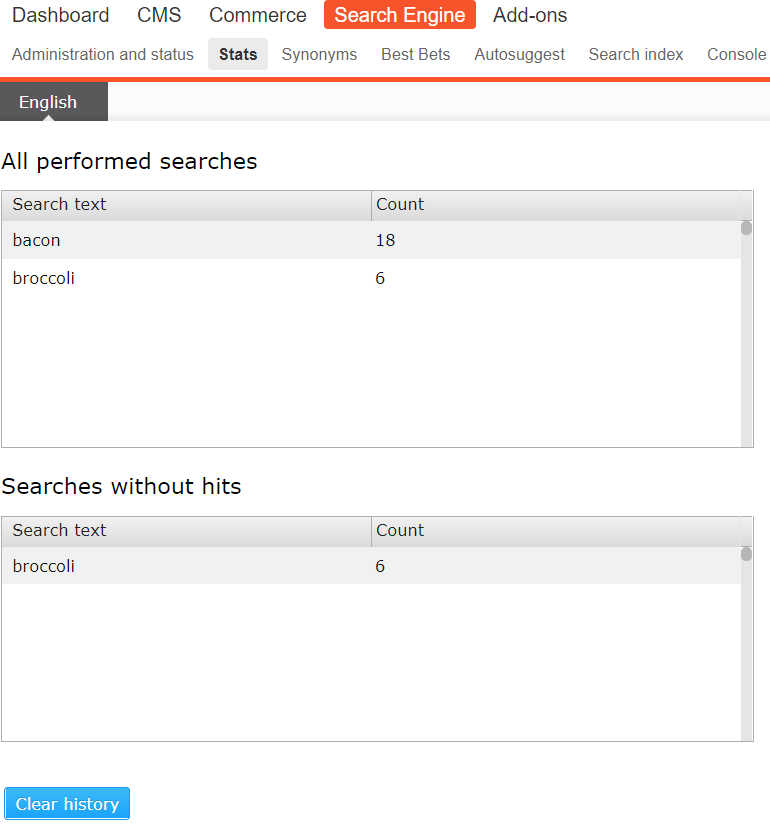 Dashboard CMS Commerce Search Engine Add-ons
Administration and status Stats Synonyms Best Bets Autosuggest Search index Console
English
All performed searches
Search text Count
bacon 18
broccoli 6
Searches without hits
Search text Count
broccoli 6
Clear history